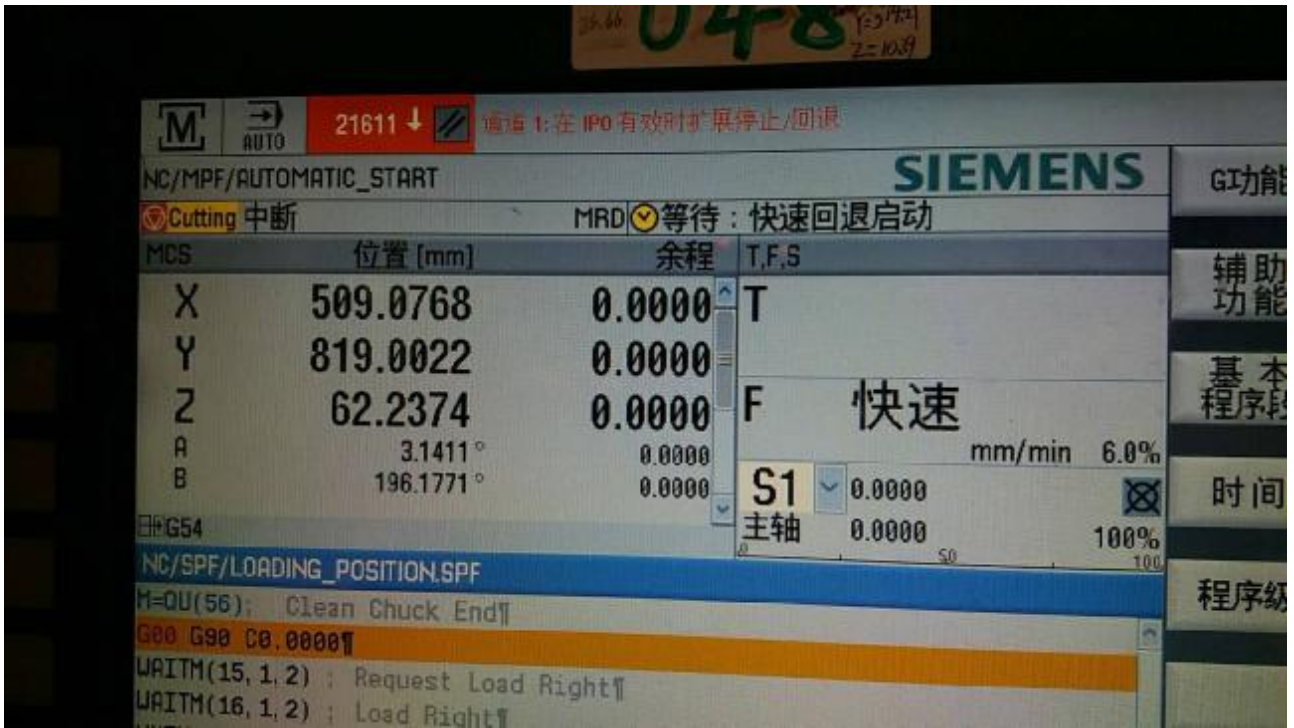 048
Z=1039
M AUTO 21611 通道 1:在 IPO 有效时扩展停止/回退
NC/MPF/AUTOMATIC_START SIEMENS
Cutting 中断 MRD 等待:快速回退启动
MCS 位置 [mm] 余程 T,F,S
X 509.0768 0.0000 T
Y 819.0022 0.0000
Z 62.2374 0.0000 F 快速
mm/min 6.0%
A 3.1411° 0.0000
B 196.1771° 0.0000 S1 0.0000
G54 主轴 0.0000 100%
0 50 100
NC/SPF/LOADING_POSITION.SPF
M=QU(56); Clean Chuck End¶
G00 G90 C0.0000¶
WAITM(15,1,2) ; Request Load Right¶
WAITM(16,1,2) ; Load Right¶
GI功能
辅助
功能
基本
程序段
时间
程序级